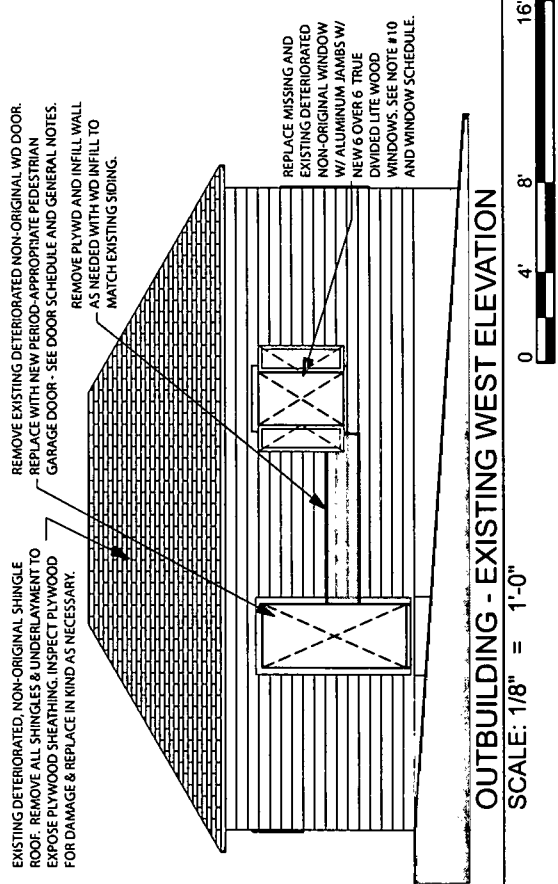 EXISTING DETERIORATED, NON-ORIGINAL SHINGLE
ROOF. REMOVE ALL SHINGLES & UNDERLAYMENT TO
EXPOSE PLYWOOD SHEATHING. INSPECT PLYWOOD
FOR DAMAGE & REPLACE IN KIND AS NECESSARY.
REMOVE EXISTING DETERIORATED NON-ORIGINAL WD DOOR.
REPLACE WITH NEW PERIOD-APPROPRIATE PEDESTRIAN
GARAGE DOOR - SEE DOOR SCHEDULE AND GENERAL NOTES.
REMOVE PLYWD AND INFILL WALL
AS NEEDED WITH WD INFILL TO
MATCH EXISTING SIDING.
REPLACE MISSING AND
EXISTING DETERIORATED
NON-ORIGINAL WINDOW
W/ ALUMINUM JAMBS W/
NEW 6 OVER 6 TRUE
DIVIDED LITE WOOD
WINDOWS. SEE NOTE #10
AND WINDOW SCHEDULE.
OUTBUILDING - EXISTING WEST ELEVATION
SCALE: 1/8" = 1'-0"
0 4' 8' 16'